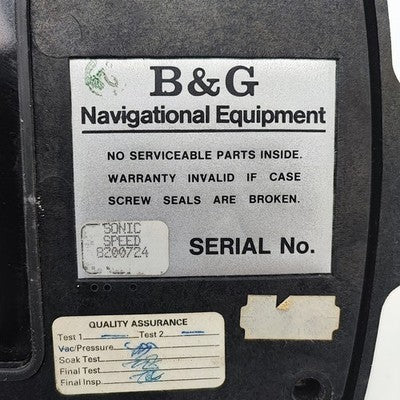 B&G
Navigational Equipment
NO SERVICEABLE PARTS INSIDE.
WARRANTY INVALID IF CASE
SCREW SEALS ARE BROKEN.
SONIC
SPEED
8200724
SERIAL No.
QUALITY ASSURANCE
Test 1 Test 2
Vac/Pressure
Soak Test
Final Test
Final Insp